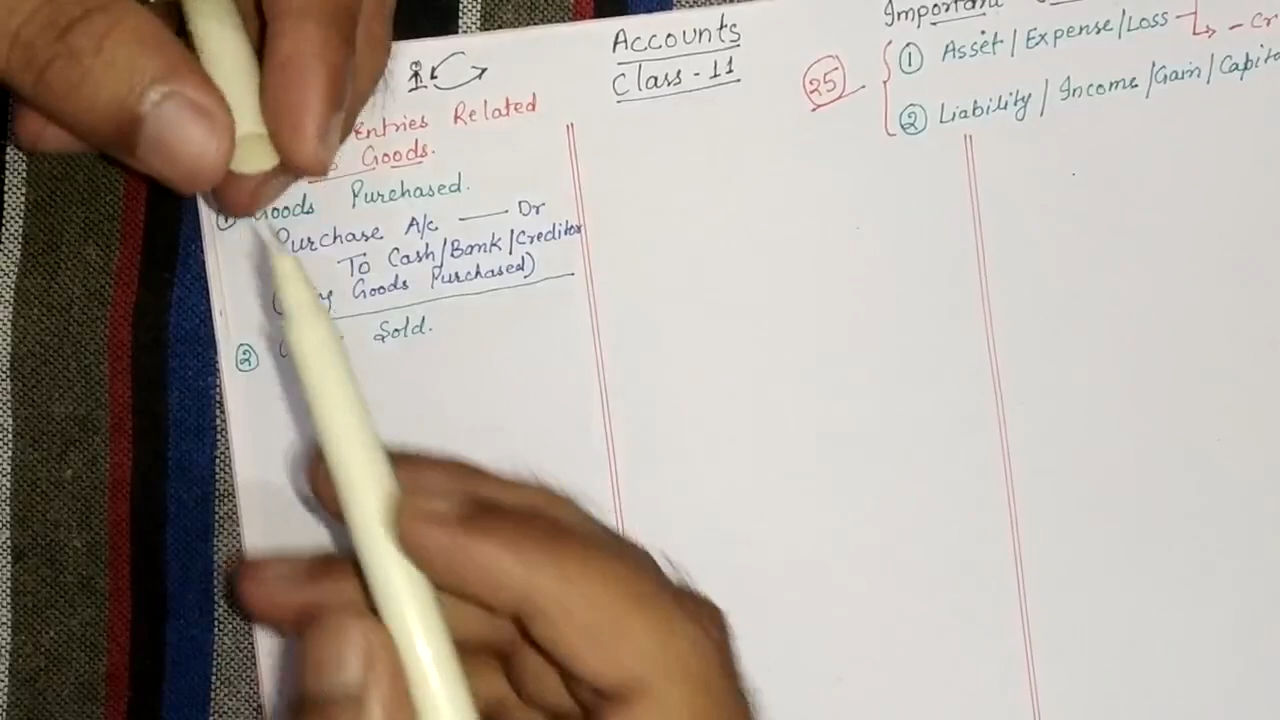 Accounts
Class - 11
Entries Related
Goods.
① Goods Purchased.
Purchase A/c —— Dr
To Cash/Bank/Creditor
Goods Purchased)
② Sold.
25
Important
① Asset/Expense/Loss
② Liability/Income/Gain/